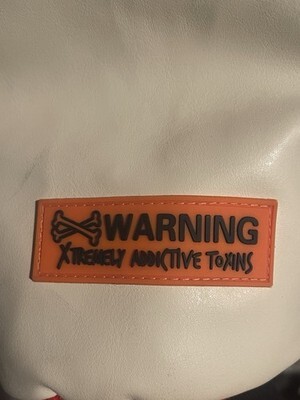 WARNING
XTREMELY ADDICTIVE TOXINS